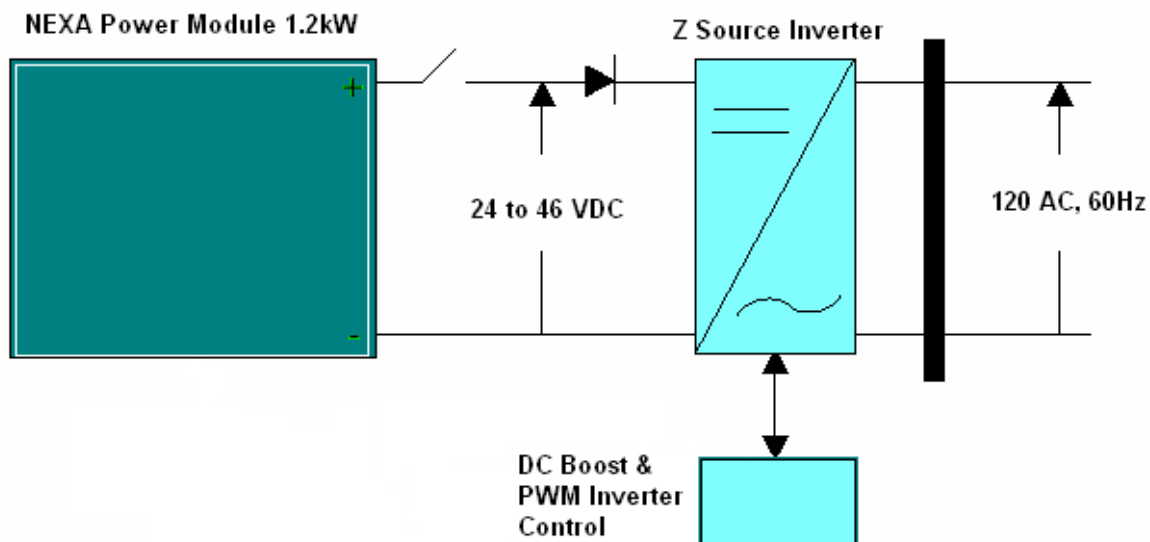 NEXA Power Module 1.2kW
Z Source Inverter
+
24 to 46 VDC
120 AC, 60Hz
-
DC Boost &
PWM Inverter
Control